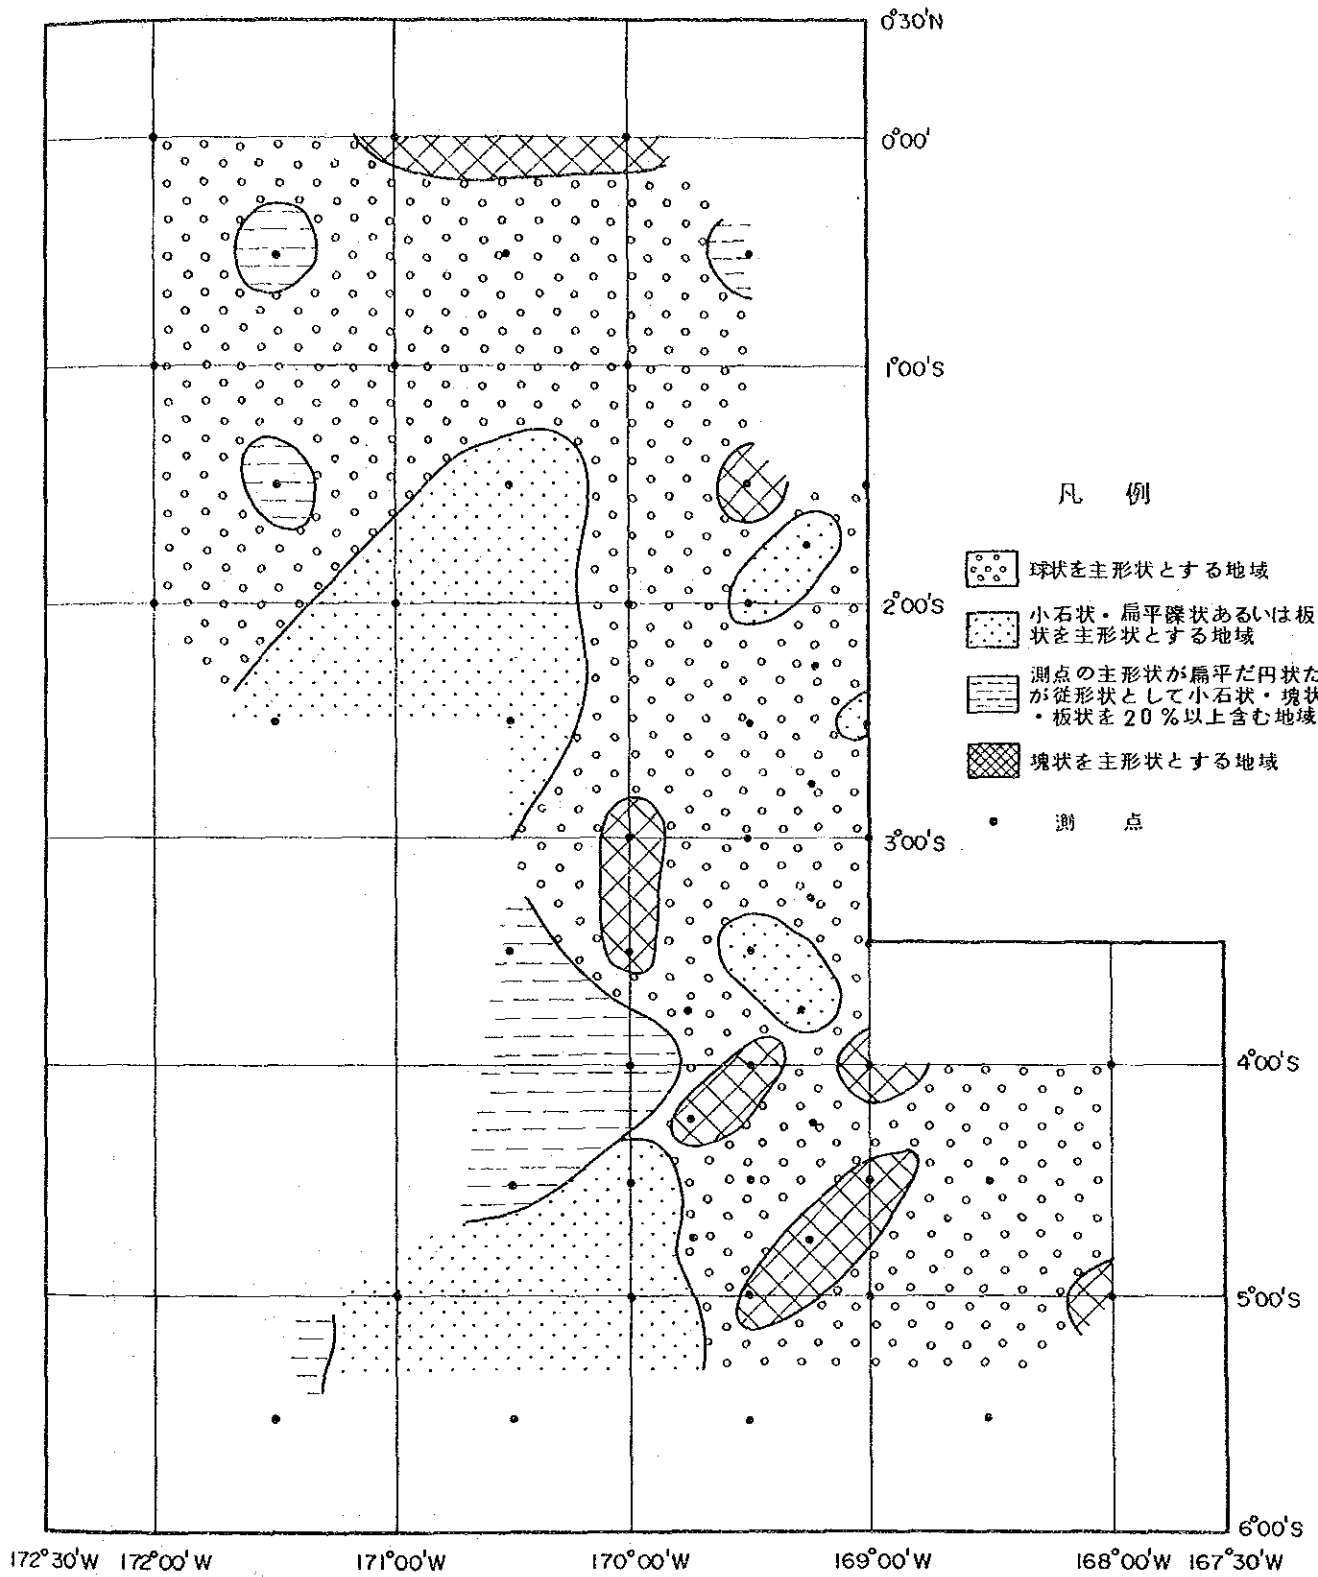 0°30'N
0°00'
1°00'S
2°00'S
3°00'S
4°00'S
5°00'S
6°00'S
172°30'W 172°00'W 171°00'W 170°00'W 169°00'W 168°00'W 167°30'W
凡 例
球状を主形状とする地域
小石状・扁平礫状あるいは板
状を主形状とする地域
測点の主形状が扁平だ円状だ
が従形状として小石状・塊状
・板状を20%以上含む地域
塊状を主形状とする地域
測 点